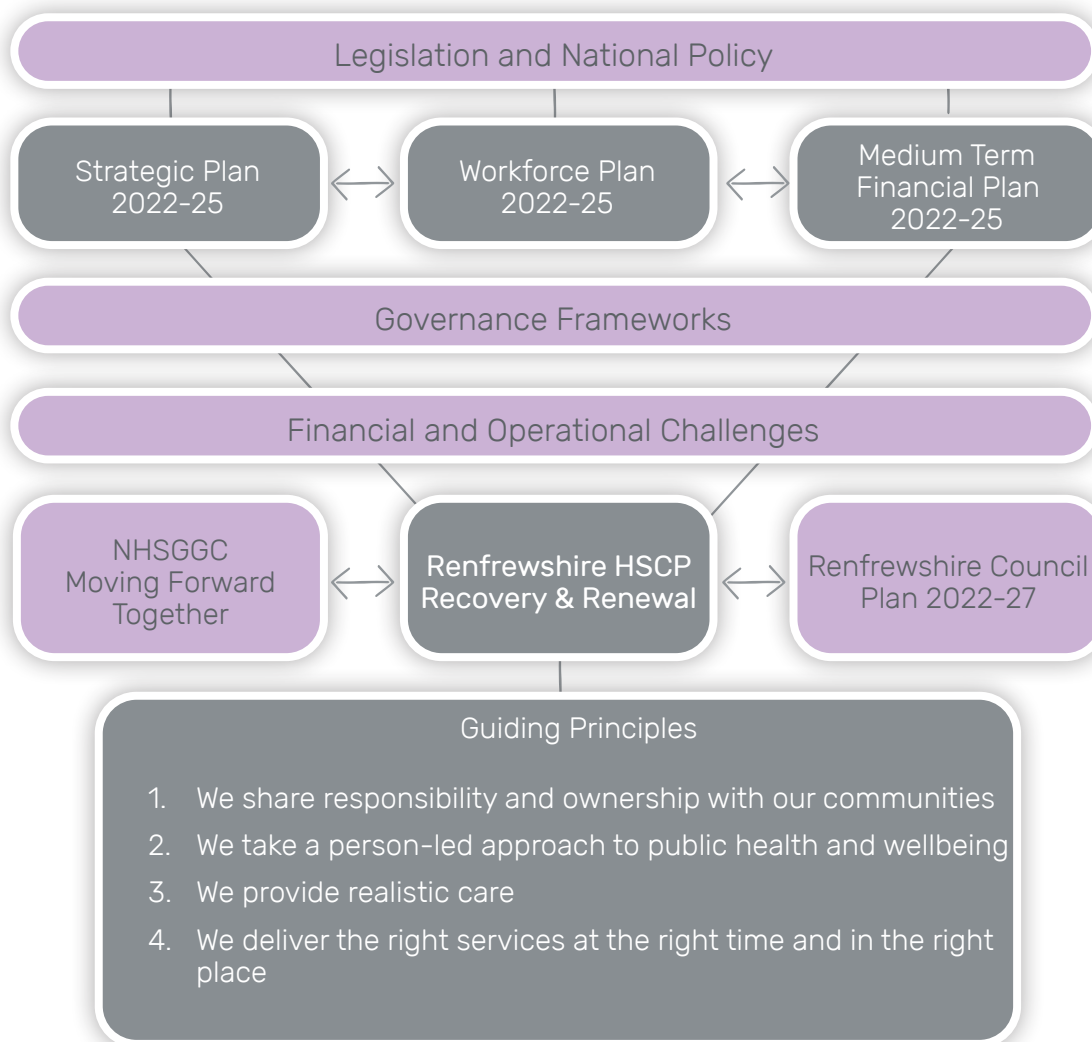 Legislation and National Policy
Strategic Plan
2022-25
Workforce Plan
2022-25
Medium Term
Financial Plan
2022-25
Governance Frameworks
Financial and Operational Challenges
NHSGGC
Moving Forward
Together
Renfrewshire HSCP
Recovery & Renewal
Renfrewshire Council
Plan 2022-27
Guiding Principles
1. We share responsibility and ownership with our communities
2. We take a person-led approach to public health and wellbeing
3. We provide realistic care
4. We deliver the right services at the right time and in the right
place